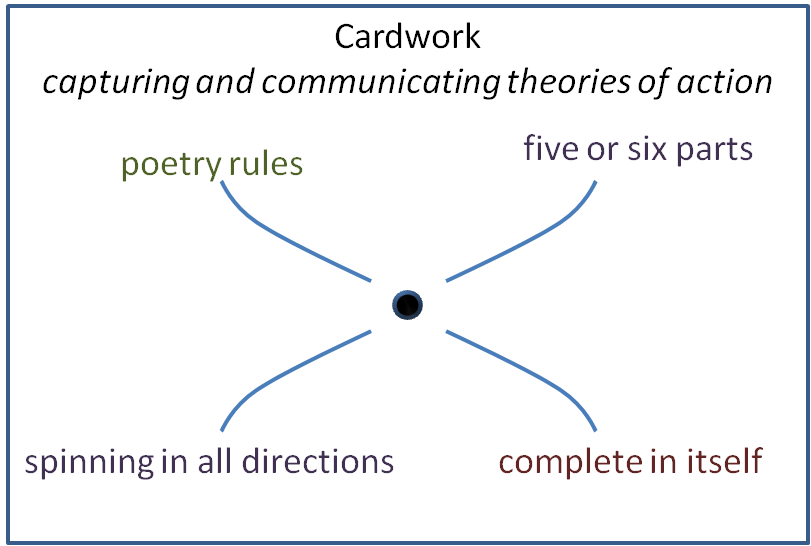 Cardwork
capturing and communicating theories of action
poetry rules
five or six parts
spinning in all directions
complete in itself